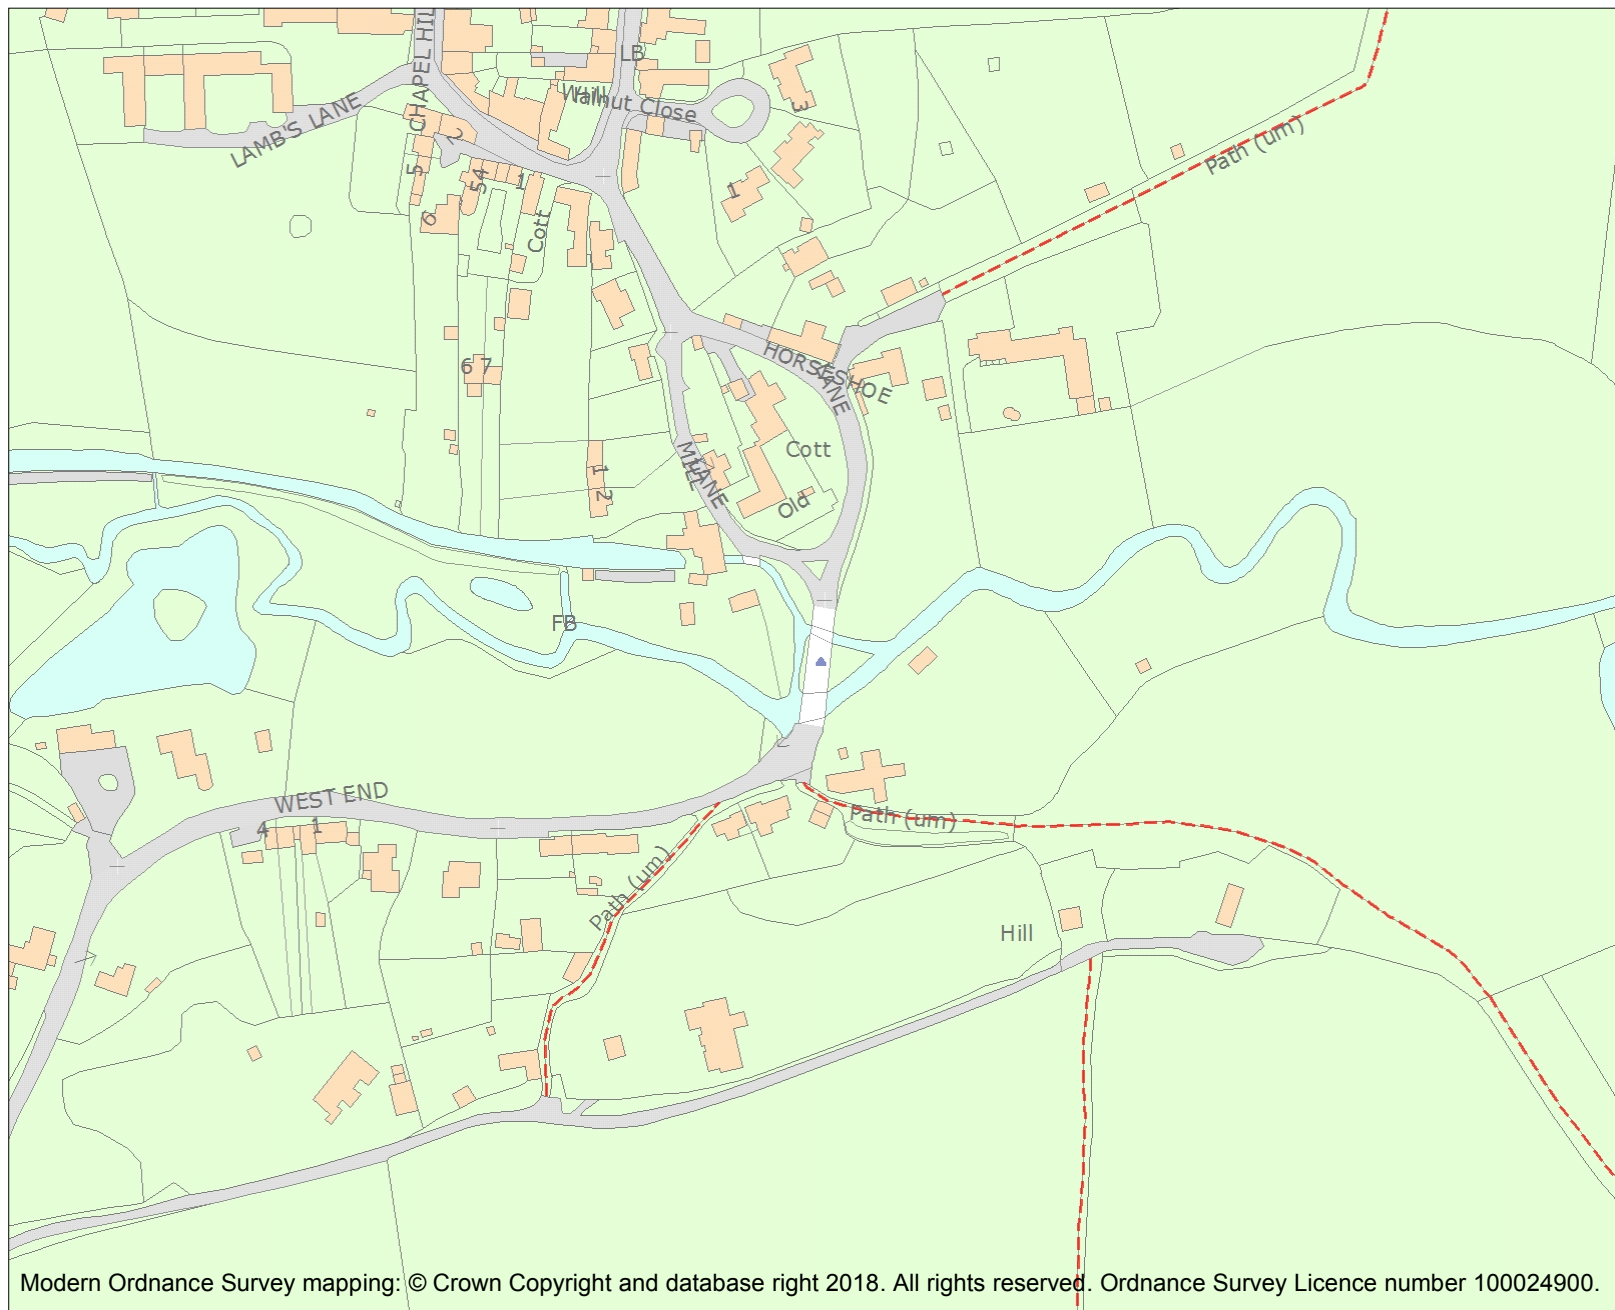 CHAPEL HIL
LB
Walnut Close
3
LAMB'S LANE
2
Path (um)
5
54
1
1
6
Cott
HORSESHOE
LANE
6 7
Cott
MILL
LANE
1
2
Old
FB
WEST END
4
1
Path (um)
Path (um)
Hill
Modern Ordnance Survey mapping: © Crown Copyright and database right 2018. All rights reserved. Ordnance Survey Licence number 100024900.